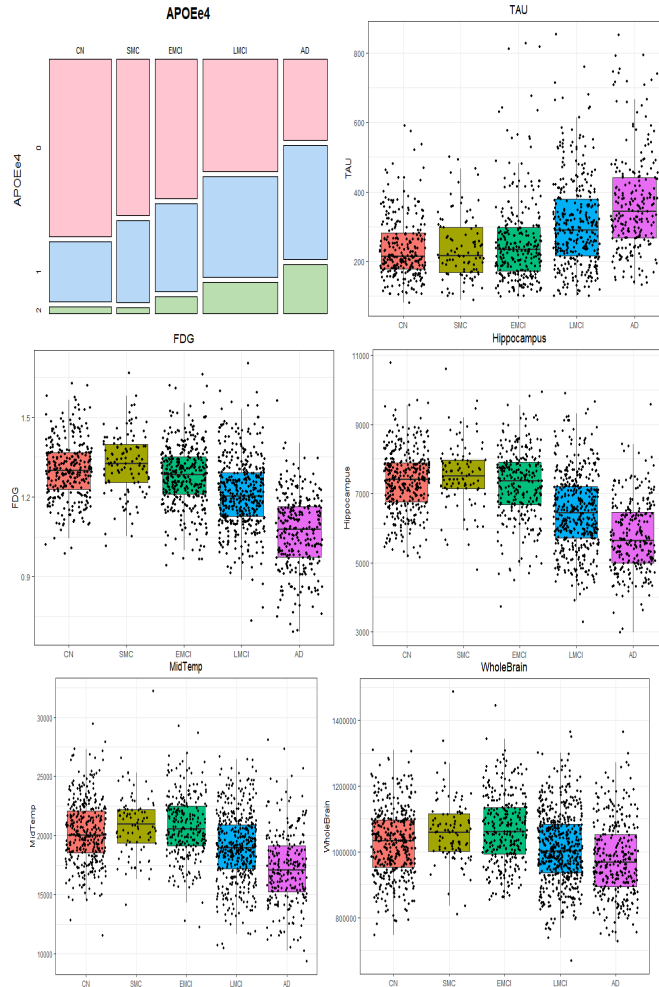 APOEe4
CN SMC EMCI LMCI AD
APOEe4
0
1
2
TAU
TAU
800
600
400
200
CN SMC EMCI LMCI AD
FDG
FDG
1.5
1.2
0.9
CN SMC EMCI LMCI AD
Hippocampus
Hippocampus
11000
9000
7000
5000
3000
CN SMC EMCI LMCI AD
MidTemp
MidTemp
30000
25000
20000
15000
10000
CN SMC EMCI LMCI AD
WholeBrain
WholeBrain
1400000
1200000
1000000
800000
CN SMC EMCI LMCI AD